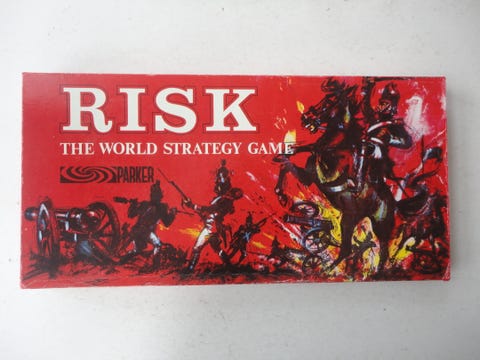 RISK
THE WORLD STRATEGY GAME
PARKER